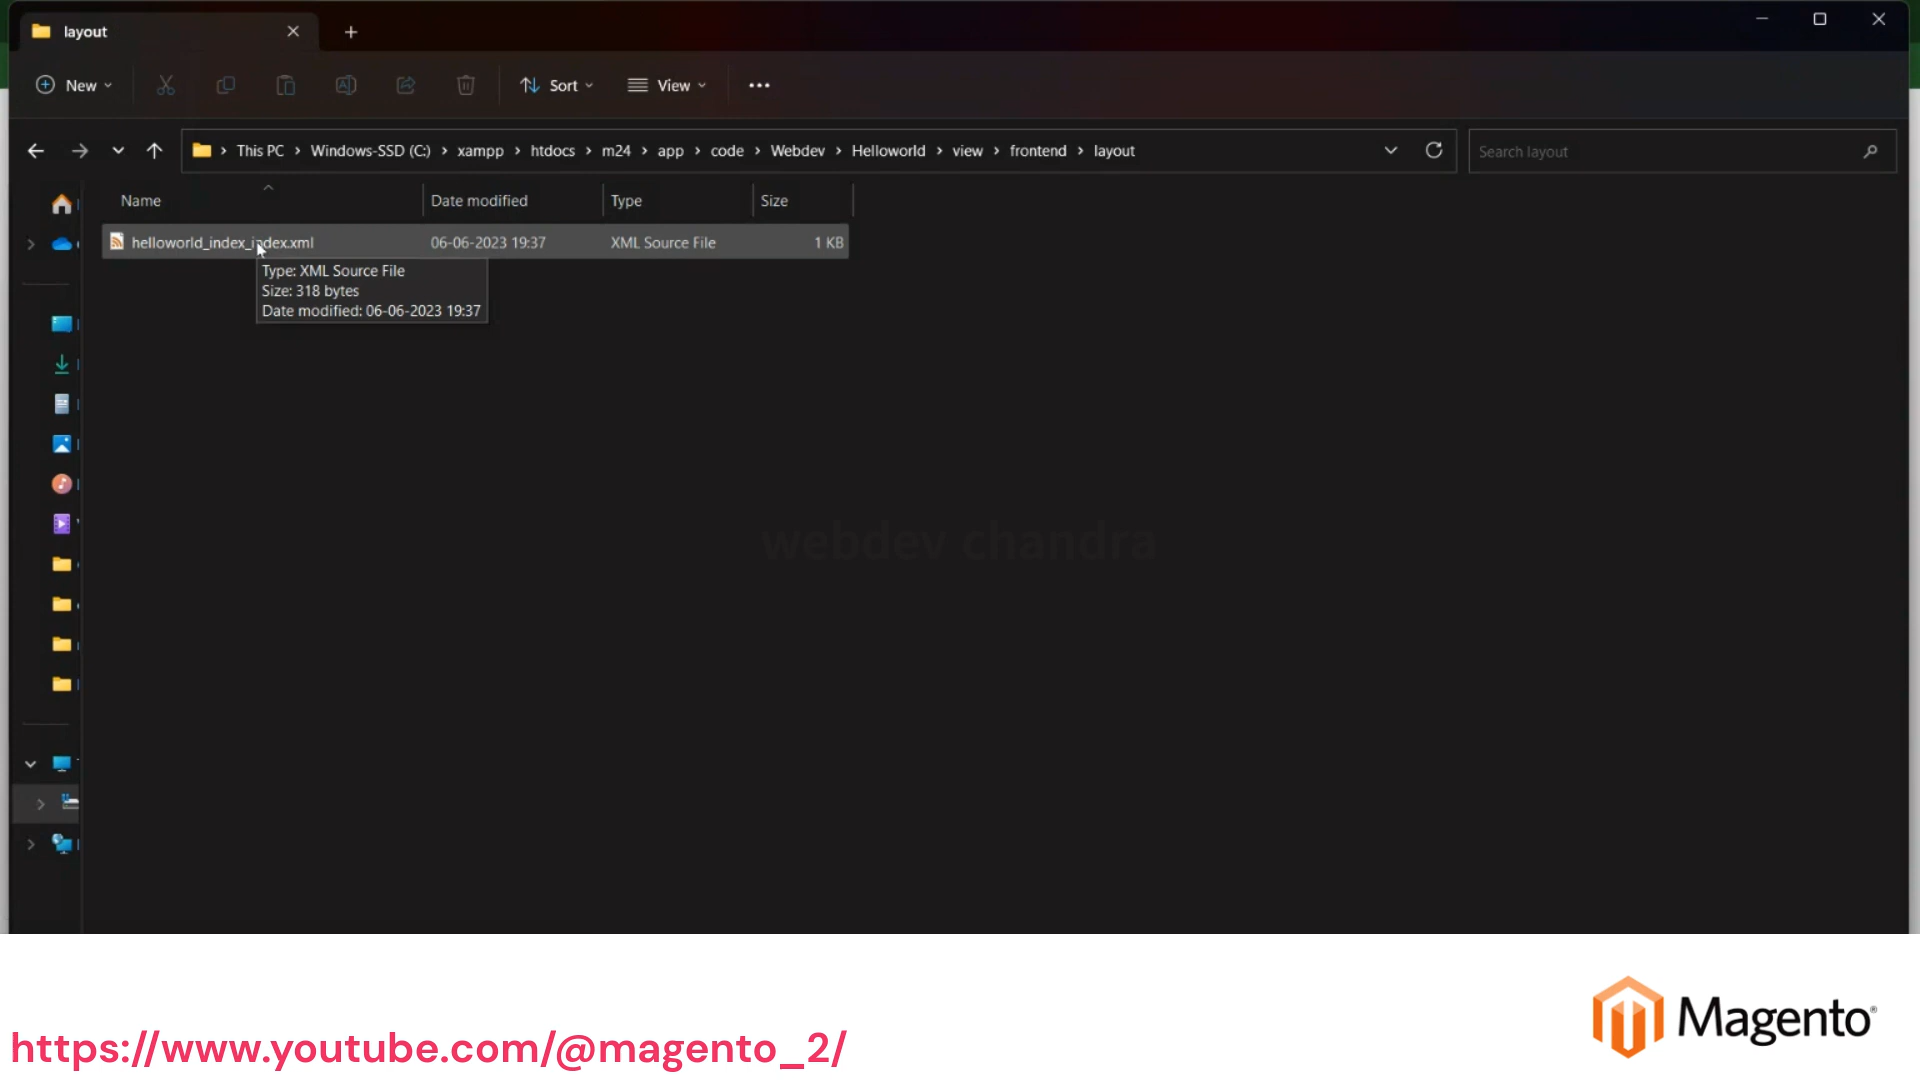 layout
New
Sort
View
This PC > Windows-SSD (C:) > xampp > htdocs > m24 > app > code > Webdev > Helloworld > view > frontend > layout
Search layout
Name Date modified Type Size
helloworld_index_index.xml 06-06-2023 19:37 XML Source File 1 KB
Type: XML Source File
Size: 318 bytes
Date modified: 06-06-2023 19:37
webdev chandra
Magento®
https://www.youtube.com/@magento_2/